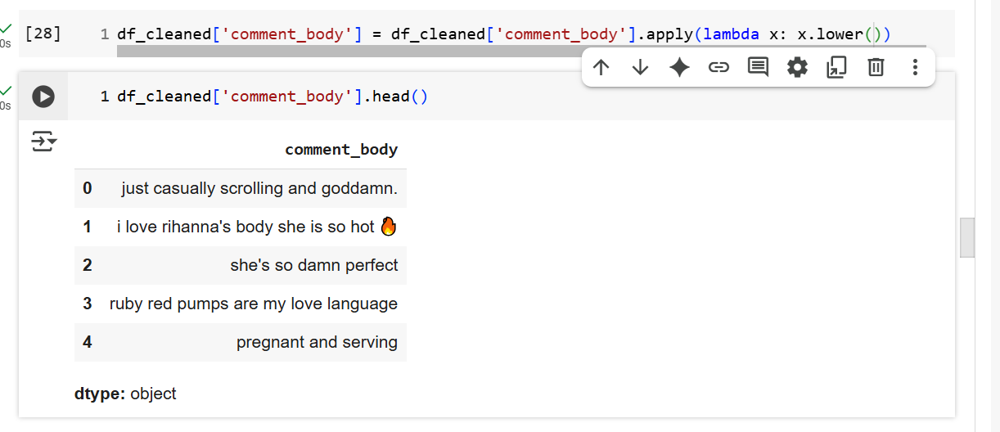 [28]
1 df_cleaned['comment_body'] = df_cleaned['comment_body'].apply(lambda x: x.lower())
0s
1 df_cleaned['comment_body'].head()
0s
comment_body
0 just casually scrolling and goddamn.
1 i love rihanna's body she is so hot 🔥
2 she's so damn perfect
3 ruby red pumps are my love language
4 pregnant and serving
dtype: object